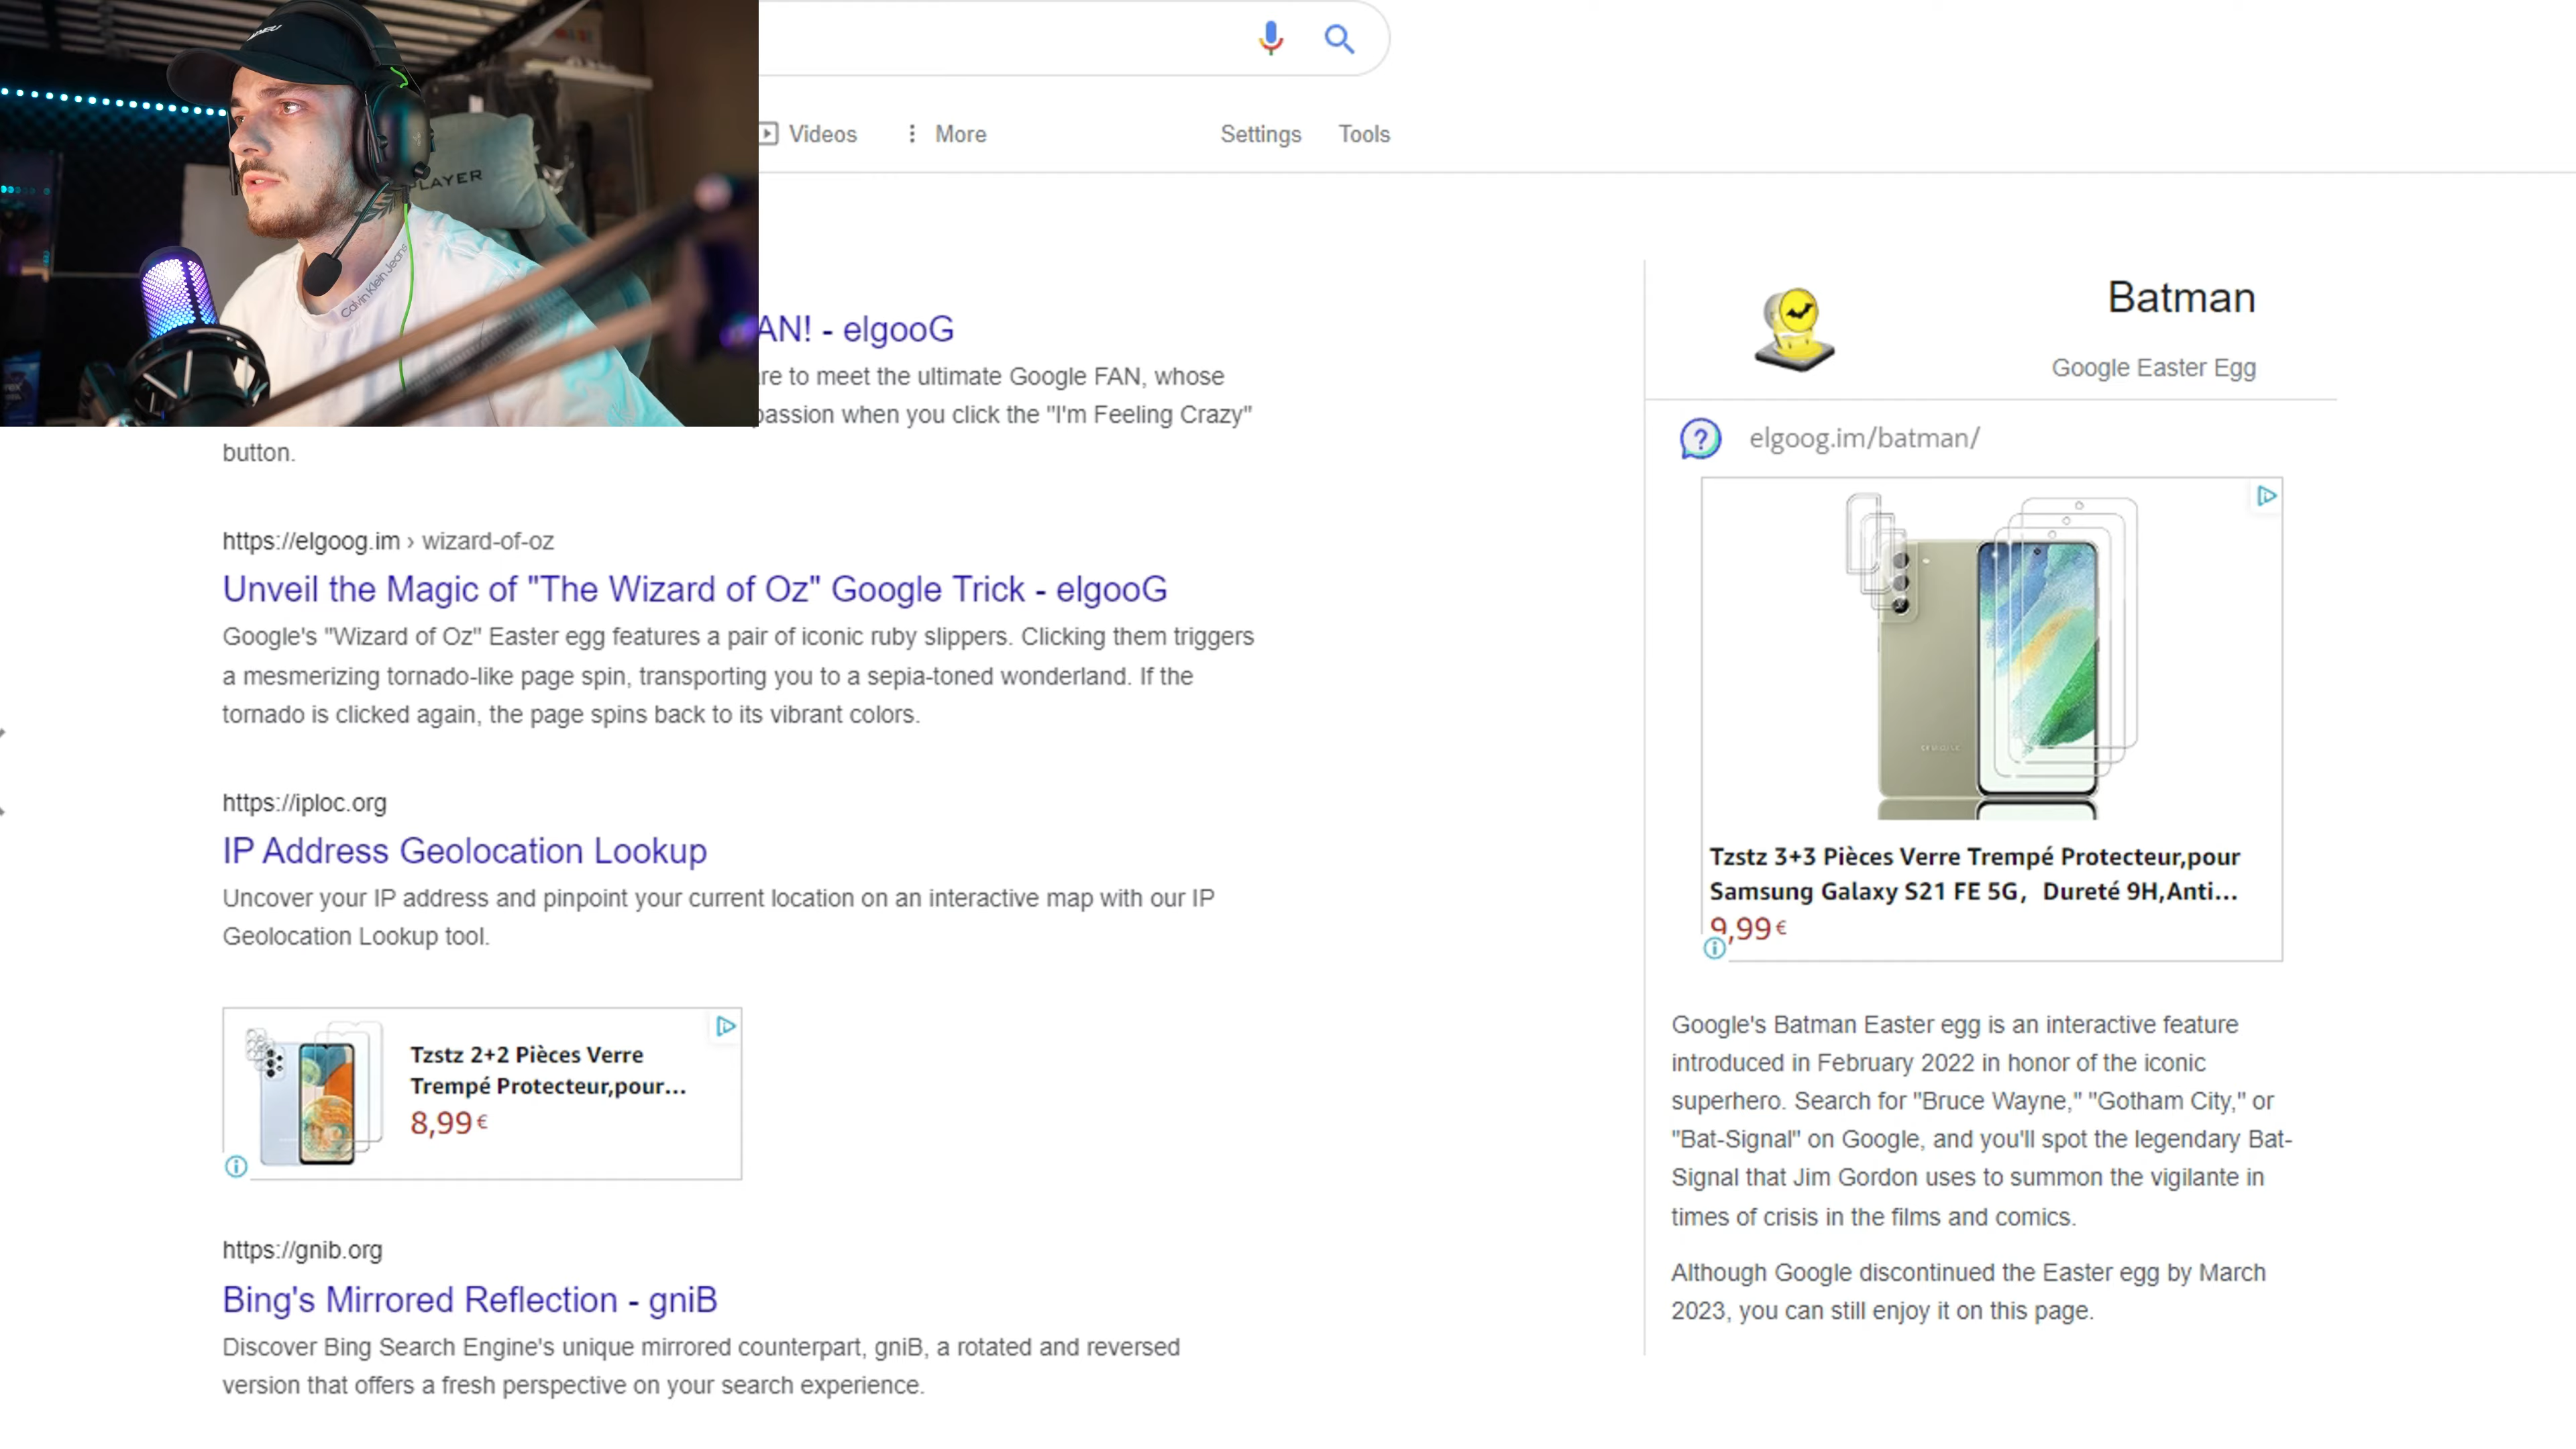 PLAYER
Calvin Klein Jeans
Videos
More
Settings
Tools
AN! - elgooG
re to meet the ultimate Google FAN, whose
passion when you click the "I'm Feeling Crazy"
button.
https://elgoog.im › wizard-of-oz
Unveil the Magic of "The Wizard of Oz" Google Trick - elgooG
Google's "Wizard of Oz" Easter egg features a pair of iconic ruby slippers. Clicking them triggers
a mesmerizing tornado-like page spin, transporting you to a sepia-toned wonderland. If the
tornado is clicked again, the page spins back to its vibrant colors.
https://iploc.org
IP Address Geolocation Lookup
Uncover your IP address and pinpoint your current location on an interactive map with our IP
Geolocation Lookup tool.
Tzstz 2+2 Pièces Verre
Trempé Protecteur,pour...
8,99 €
https://gnib.org
Bing's Mirrored Reflection - gniB
Discover Bing Search Engine's unique mirrored counterpart, gniB, a rotated and reversed
version that offers a fresh perspective on your search experience.
Batman
Google Easter Egg
elgoog.im/batman/
SAMSUNG
Tzstz 3+3 Pièces Verre Trempé Protecteur,pour
Samsung Galaxy S21 FE 5G, Dureté 9H,Anti...
9,99 €
Google's Batman Easter egg is an interactive feature
introduced in February 2022 in honor of the iconic
superhero. Search for "Bruce Wayne," "Gotham City," or
"Bat-Signal" on Google, and you'll spot the legendary Bat-
Signal that Jim Gordon uses to summon the vigilante in
times of crisis in the films and comics.
Although Google discontinued the Easter egg by March
2023, you can still enjoy it on this page.